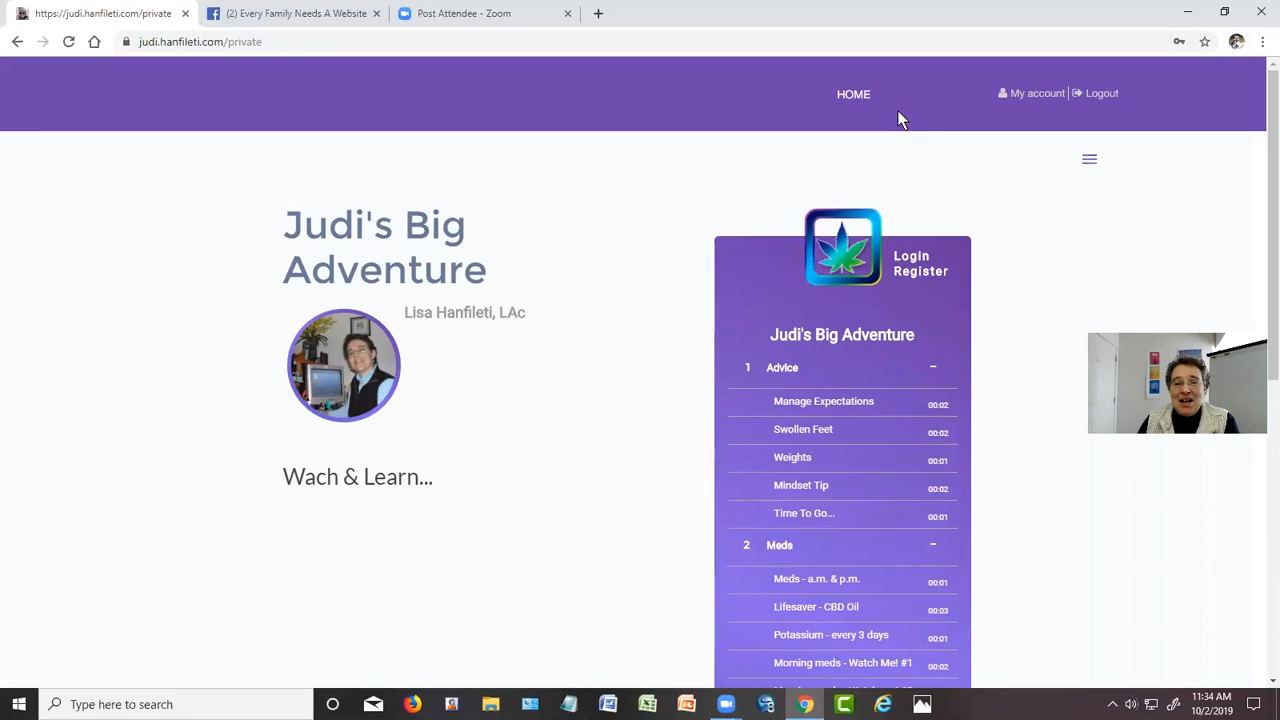 https://judi.hanfileti.com/private
(2) Every Family Needs A Website
Post Attendee - Zoom
judi.hanfileti.com/private
HOME
My account
Logout
Judi's Big
Adventure
Lisa Hanfileti, LAc
Wach & Learn...
Login
Register
Judi's Big Adventure
1 Advice –
Manage Expectations 00:02
Swollen Feet 00:02
Weights 00:01
Mindset Tip 00:02
Time To Go... 00:01
2 Meds –
Meds - a.m. & p.m. 00:01
Lifesaver - CBD Oil 00:03
Potassium - every 3 days 00:01
Morning meds - Watch Me! #1 00:02
Type here to search
11:34 AM
10/2/2019